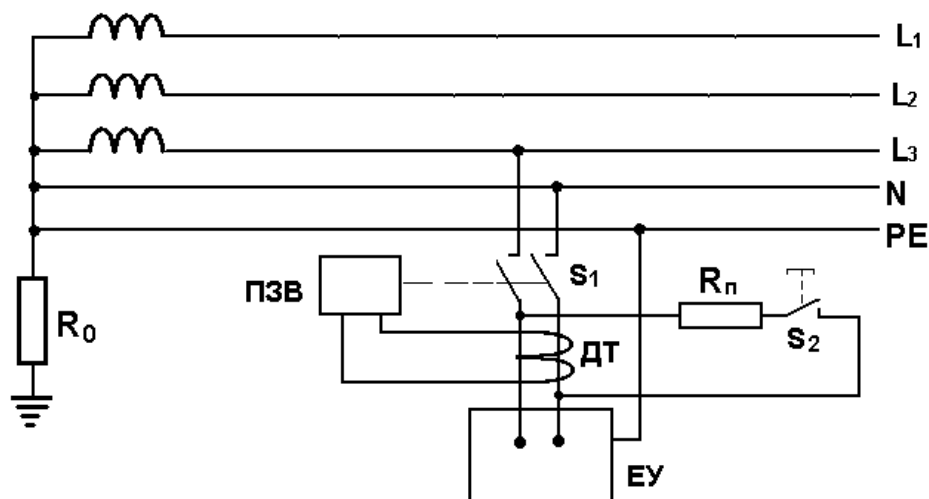 L₁
L₂
L₃
N
PE
ПЗВ
S₁
Rп
R₀
ДТ
S₂
ЕУ